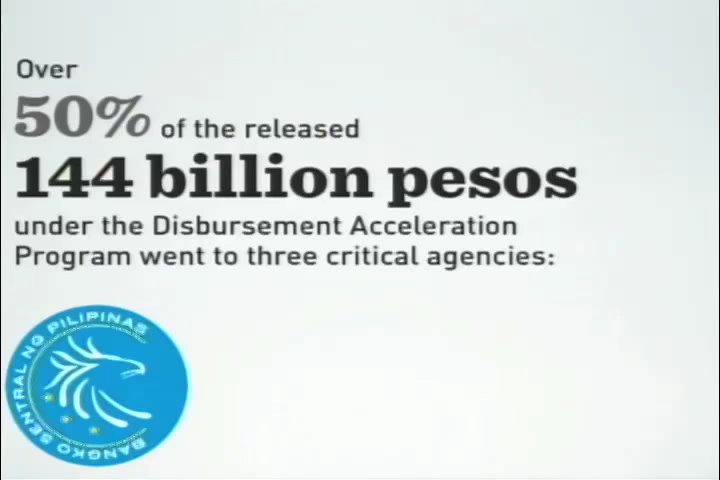 Over
50% of the released
144 billion pesos
under the Disbursement Acceleration
Program went to three critical agencies:
BANGKO SENTRAL NG PILIPINAS